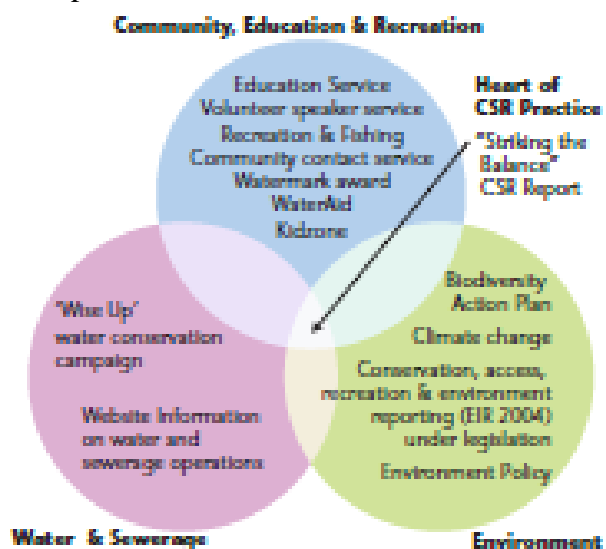 Community, Education & Recreation
Education Service
Volunteer speaker service
Recreation & Fishing
Community contact service
Watermark award
WaterAid
Kidzone
Heart of
CSR Practice
"Striking the
Balance"
CSR Report
'Wise Up'
water conservation
campaign
Website Information
on water and
sewerage operations
Biodiversity
Action Plan
Climate change
Conservation, access,
recreation & environment
reporting (EIR 2004)
under legislation
Environment Policy
Water & Sewerage
Environment